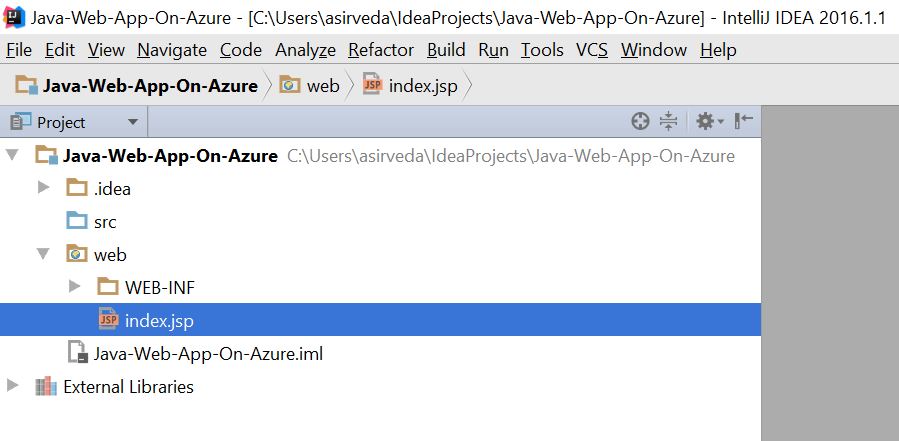 Java-Web-App-On-Azure - [C:\Users\asirveda\IdeaProjects\Java-Web-App-On-Azure] - IntelliJ IDEA 2016.1.1
File Edit View Navigate Code Analyze Refactor Build Run Tools VCS Window Help
Java-Web-App-On-Azure web JSP index.jsp
Project
Java-Web-App-On-Azure C:\Users\asirveda\IdeaProjects\Java-Web-App-On-Azure
.idea
src
web
WEB-INF
JSP index.jsp
Java-Web-App-On-Azure.iml
External Libraries